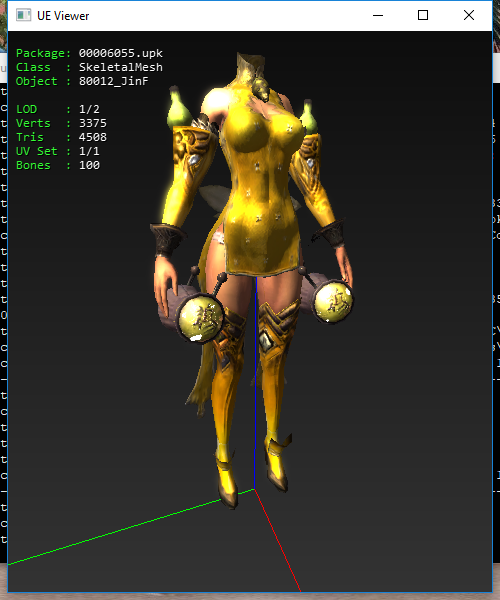 UE Viewer
Package: 00006055.upk
Class : SkeletalMesh
Object : 80012_JinF
LOD : 1/2
Verts : 3375
Tris : 4508
UV Set : 1/1
Bones : 100